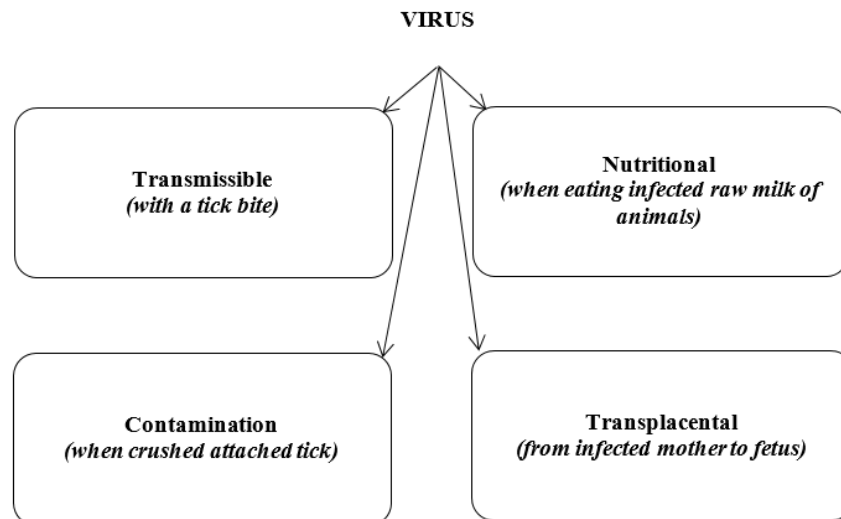 VIRUS
Transmissible
(with a tick bite)
Nutritional
(when eating infected raw milk of
animals)
Contamination
(when crushed attached tick)
Transplacental
(from infected mother to fetus)